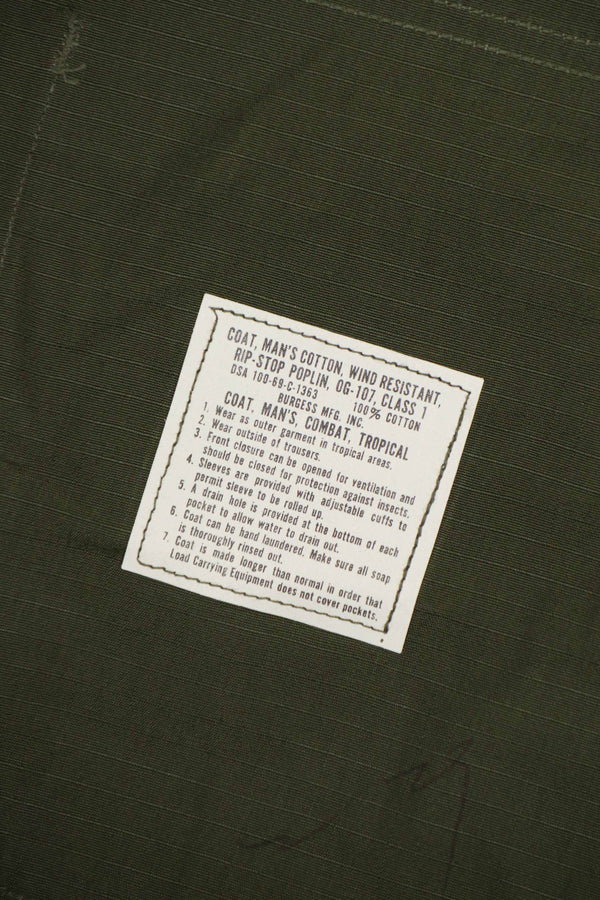 COAT, MAN'S COTTON, WIND RESISTANT,
RIP-STOP POPLIN, OG-107, CLASS 1
DSA 100-69-C-1363 100% COTTON
BURGESS MFG. INC.
COAT, MAN'S, COMBAT, TROPICAL
1. Wear as outer garment in tropical areas.
2. Wear outside of trousers.
3. Front closure can be opened for ventilation and
should be closed for protection against insects.
4. Sleeves are provided with adjustable cuffs to
permit sleeve to be rolled up.
5. A drain hole is provided at the bottom of each
pocket to allow water to drain out.
6. Coat can be hand laundered. Make sure all soap
is thoroughly rinsed out.
7. Coat is made longer than normal in order that
Load Carrying Equipment does not cover pockets.